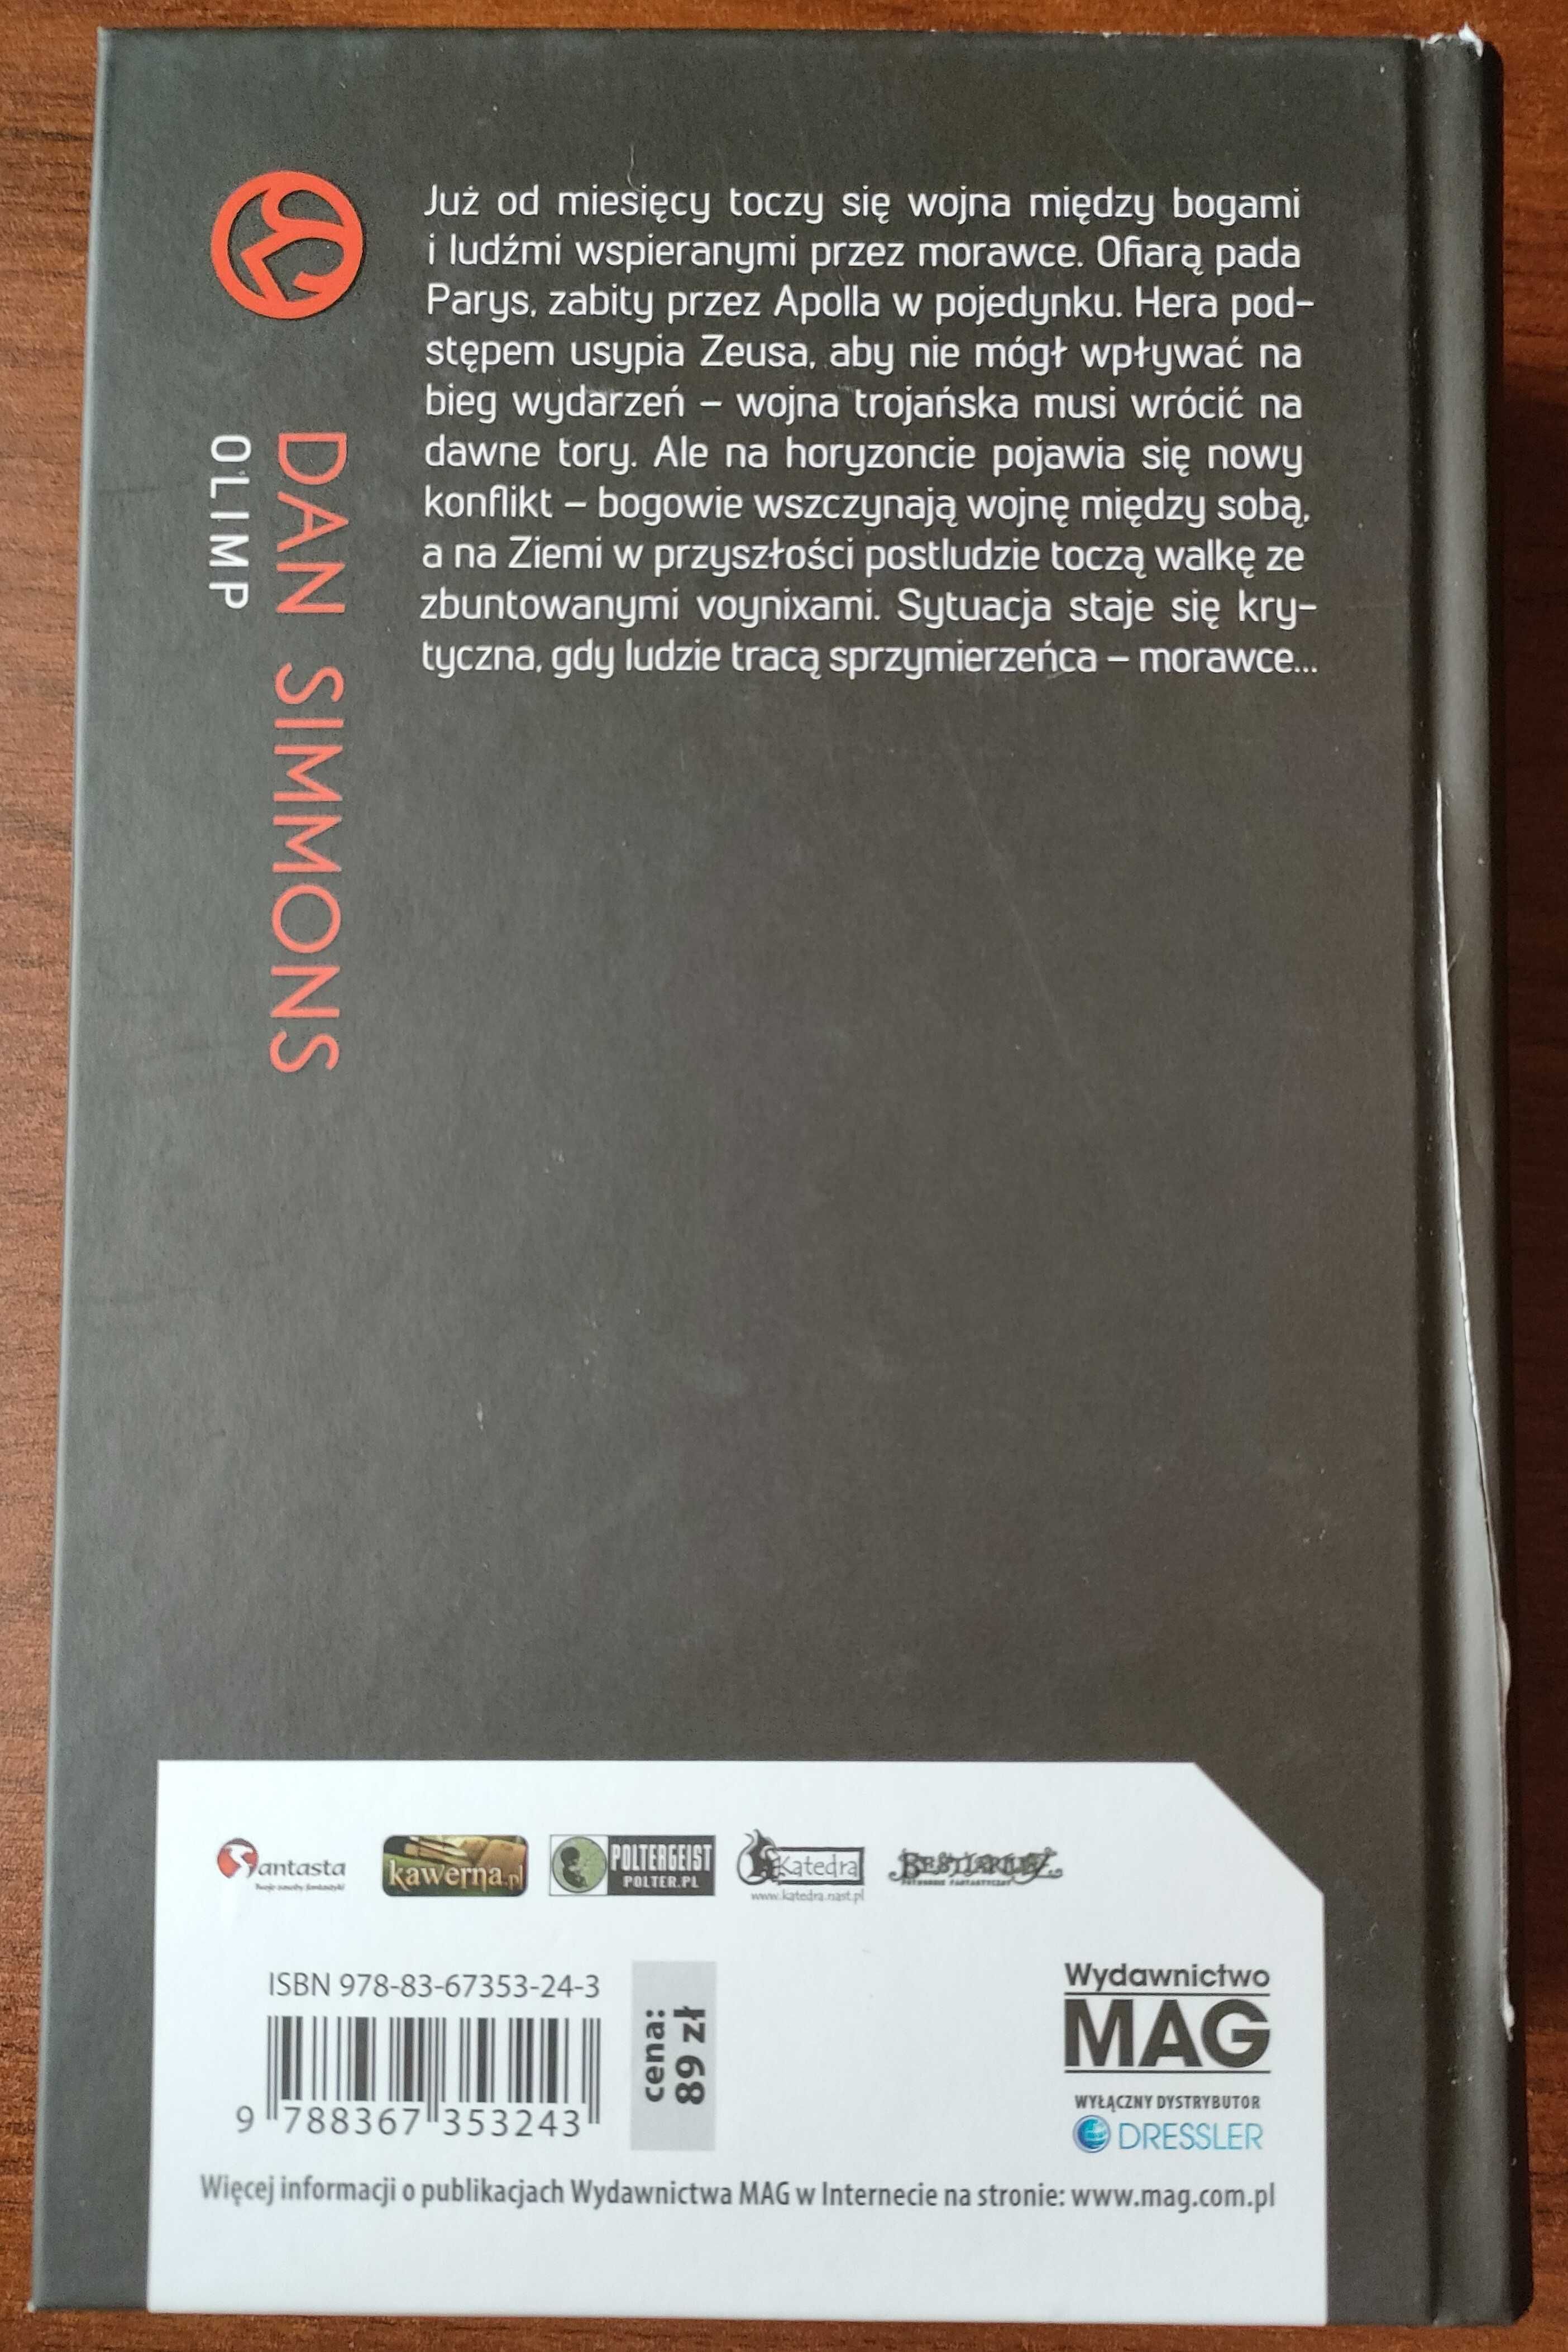 Już od miesięcy toczy się wojna między bogami
i ludźmi wspieranymi przez morawce. Ofiarą pada
Parys, zabity przez Apolla w pojedynku. Hera pod-
stępem usypia Zeusa, aby nie mógł wpływać na
bieg wydarzeń – wojna trojańska musi wrócić na
dawne tory. Ale na horyzoncie pojawia się nowy
konflikt – bogowie wszczynają wojnę między sobą,
a na Ziemi w przyszłości postludzie toczą walkę ze
zbuntowanymi voynixami. Sytuacja staje się kry-
tyczna, gdy ludzie tracą sprzymierzeńca – morawce...
DAN SIMMONS
OLIMP
Fantasta
Twoje zasoby fantastyki
kawerna.pl
POLTERGEIST
POLTER.PL
Katedra
www.katedra.nast.pl
BESTIARIUSZ
ISBN 978-83-67353-24-3
9 788367 353243
cena:
89 zł
Wydawnictwo
MAG
WYŁĄCZNY DYSTRYBUTOR
DRESSLER
Więcej informacji o publikacjach Wydawnictwa MAG w Internecie na stronie: www.mag.com.pl